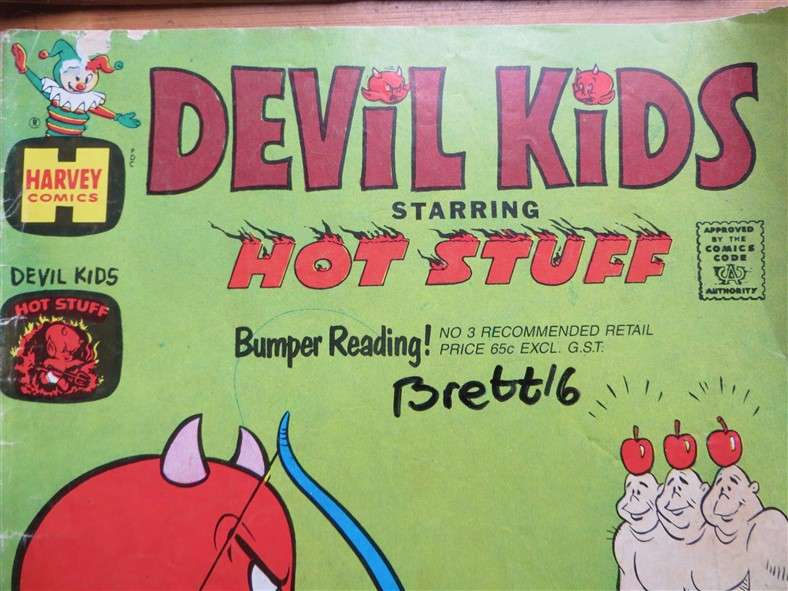 DEVIL KIDS
HARVEY
COMICS
STARRING
HOT STUFF
APPROVED
BY THE
COMICS
CODE
A
AUTHORITY
DEVIL KIDS
HOT STUFF
Bumper Reading!
NO 3 RECOMMENDED RETAIL
PRICE 65c EXCL. G.S.T.
Brett/6